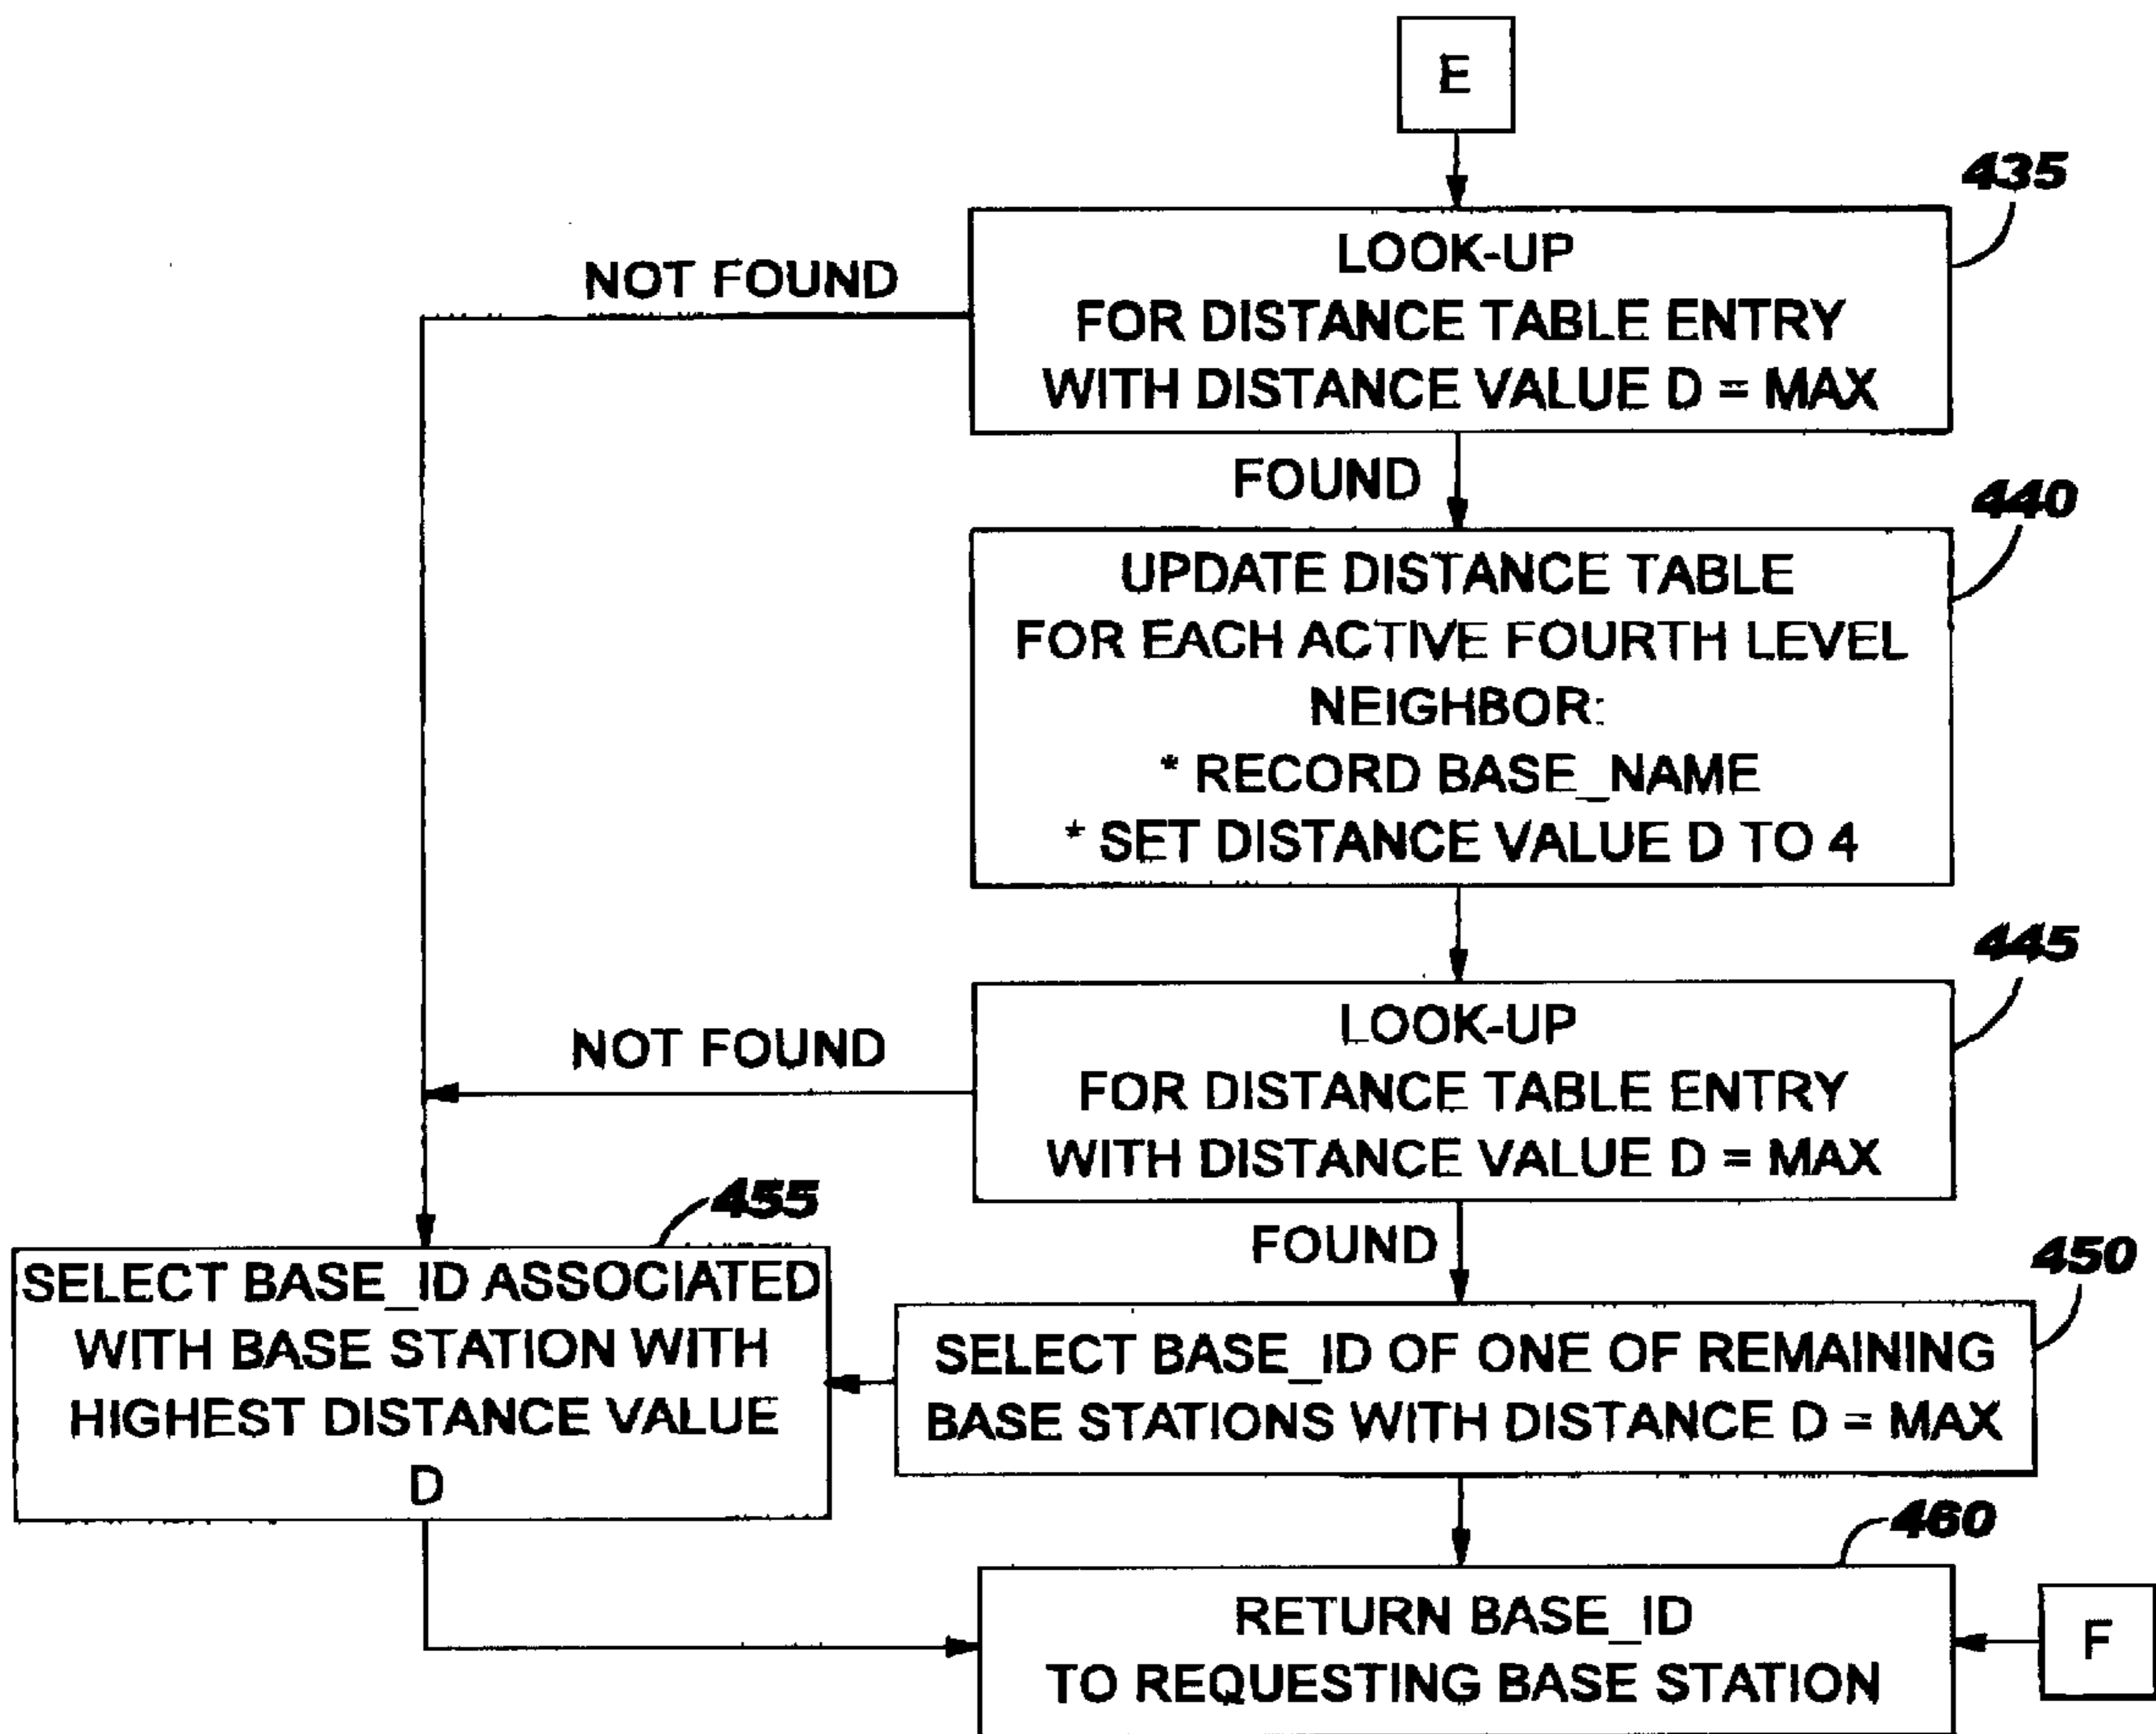 E
435
LOOK-UP
FOR DISTANCE TABLE ENTRY
WITH DISTANCE VALUE D = MAX
NOT FOUND
FOUND
440
UPDATE DISTANCE TABLE
FOR EACH ACTIVE FOURTH LEVEL
NEIGHBOR:
* RECORD BASE_NAME
* SET DISTANCE VALUE D TO 4
445
LOOK-UP
FOR DISTANCE TABLE ENTRY
WITH DISTANCE VALUE D = MAX
NOT FOUND
FOUND
455
SELECT BASE_ID ASSOCIATED
WITH BASE STATION WITH
HIGHEST DISTANCE VALUE
D
450
SELECT BASE_ID OF ONE OF REMAINING
BASE STATIONS WITH DISTANCE D = MAX
460
RETURN BASE_ID
TO REQUESTING BASE STATION
F